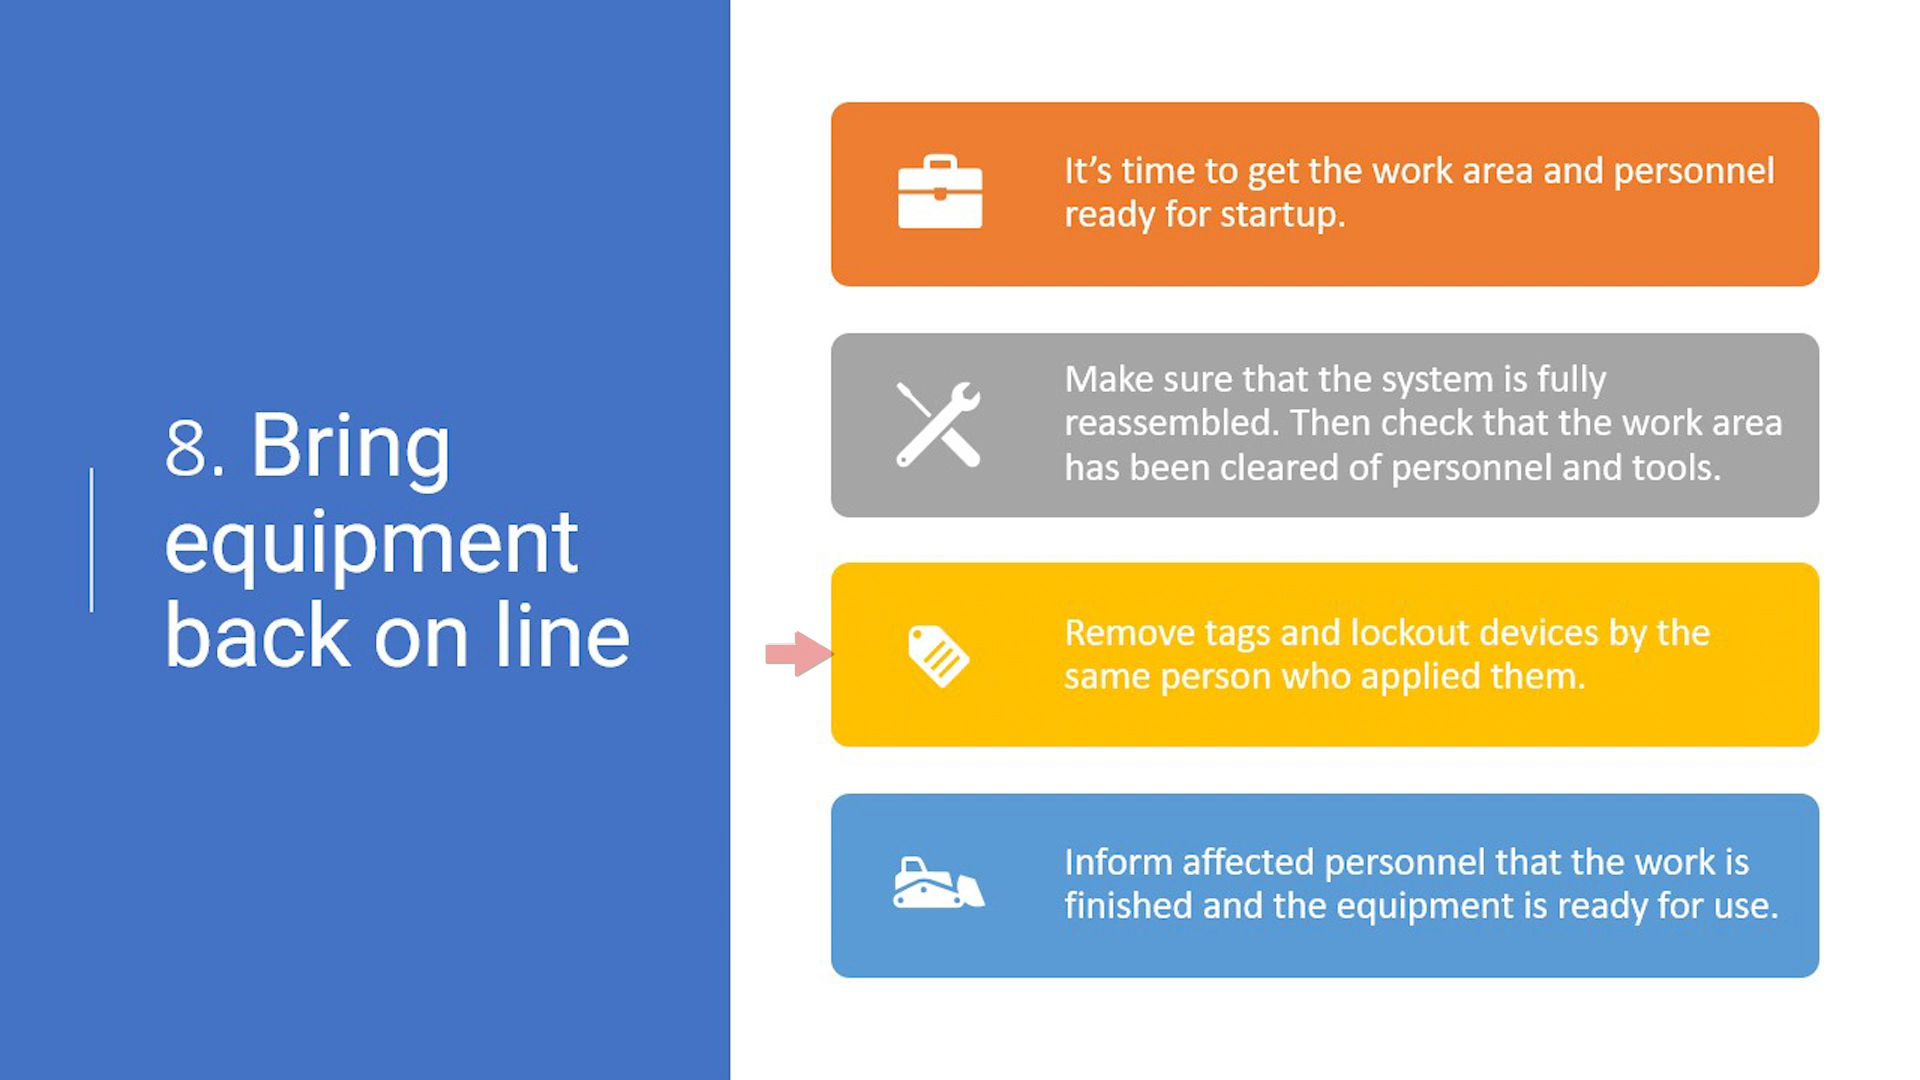 8. Bring
equipment
back on line
It’s time to get the work area and personnel
ready for startup.
Make sure that the system is fully
reassembled. Then check that the work area
has been cleared of personnel and tools.
Remove tags and lockout devices by the
same person who applied them.
Inform affected personnel that the work is
finished and the equipment is ready for use.